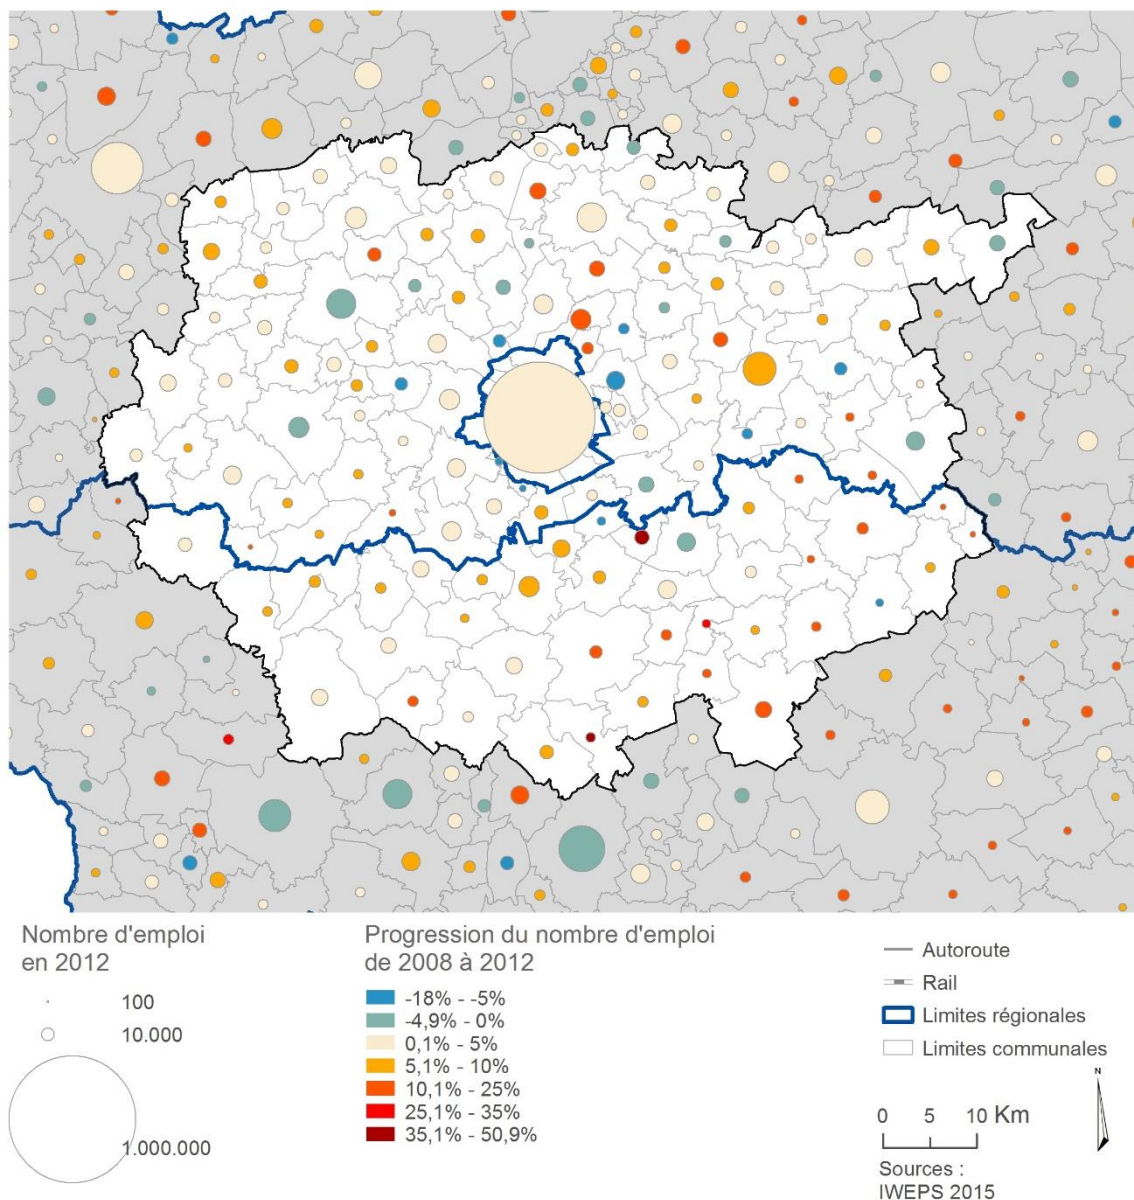 Nombre d'emploi
en 2012
100
10.000
1.000.000
Progression du nombre d'emploi
de 2008 à 2012
-18% - -5%
-4,9% - 0%
0,1% - 5%
5,1% - 10%
10,1% - 25%
25,1% - 35%
35,1% - 50,9%
Autoroute
Rail
Limites régionales
Limites communales
N
0 5 10 Km
Sources :
IWEPS 2015